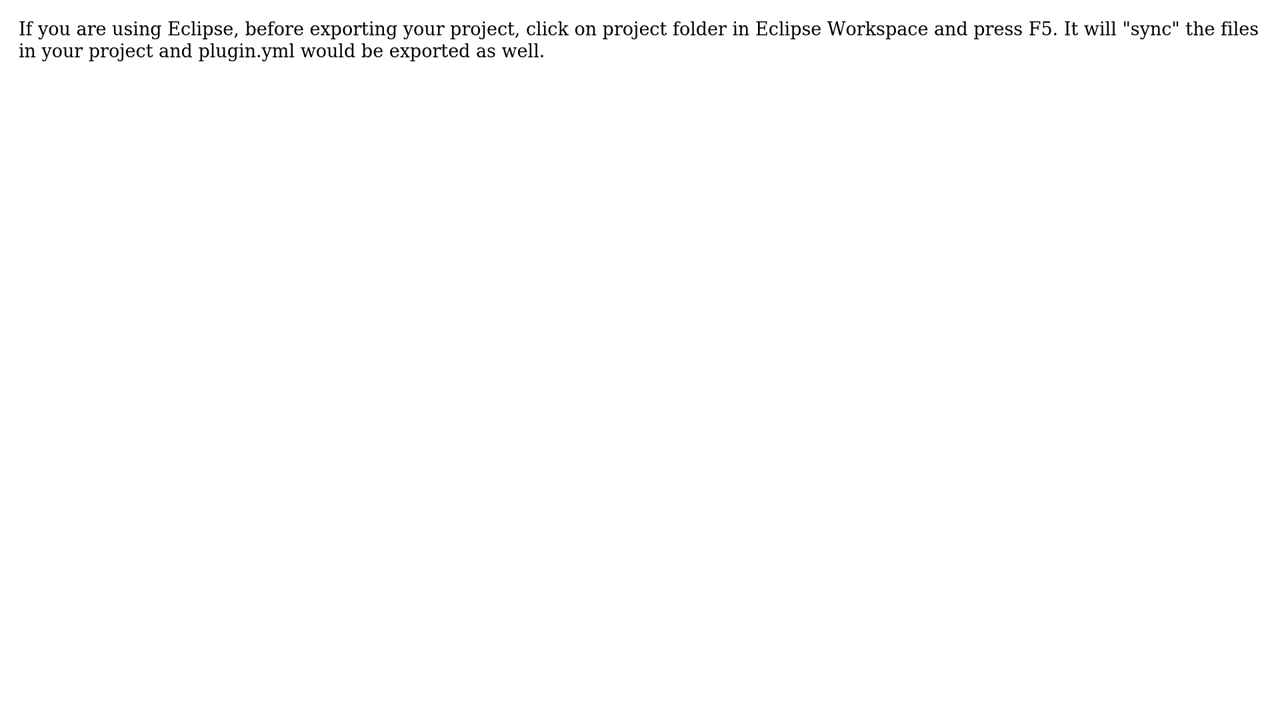 If you are using Eclipse, before exporting your project, click on project folder in Eclipse Workspace and press F5. It will "sync" the files
in your project and plugin.yml would be exported as well.